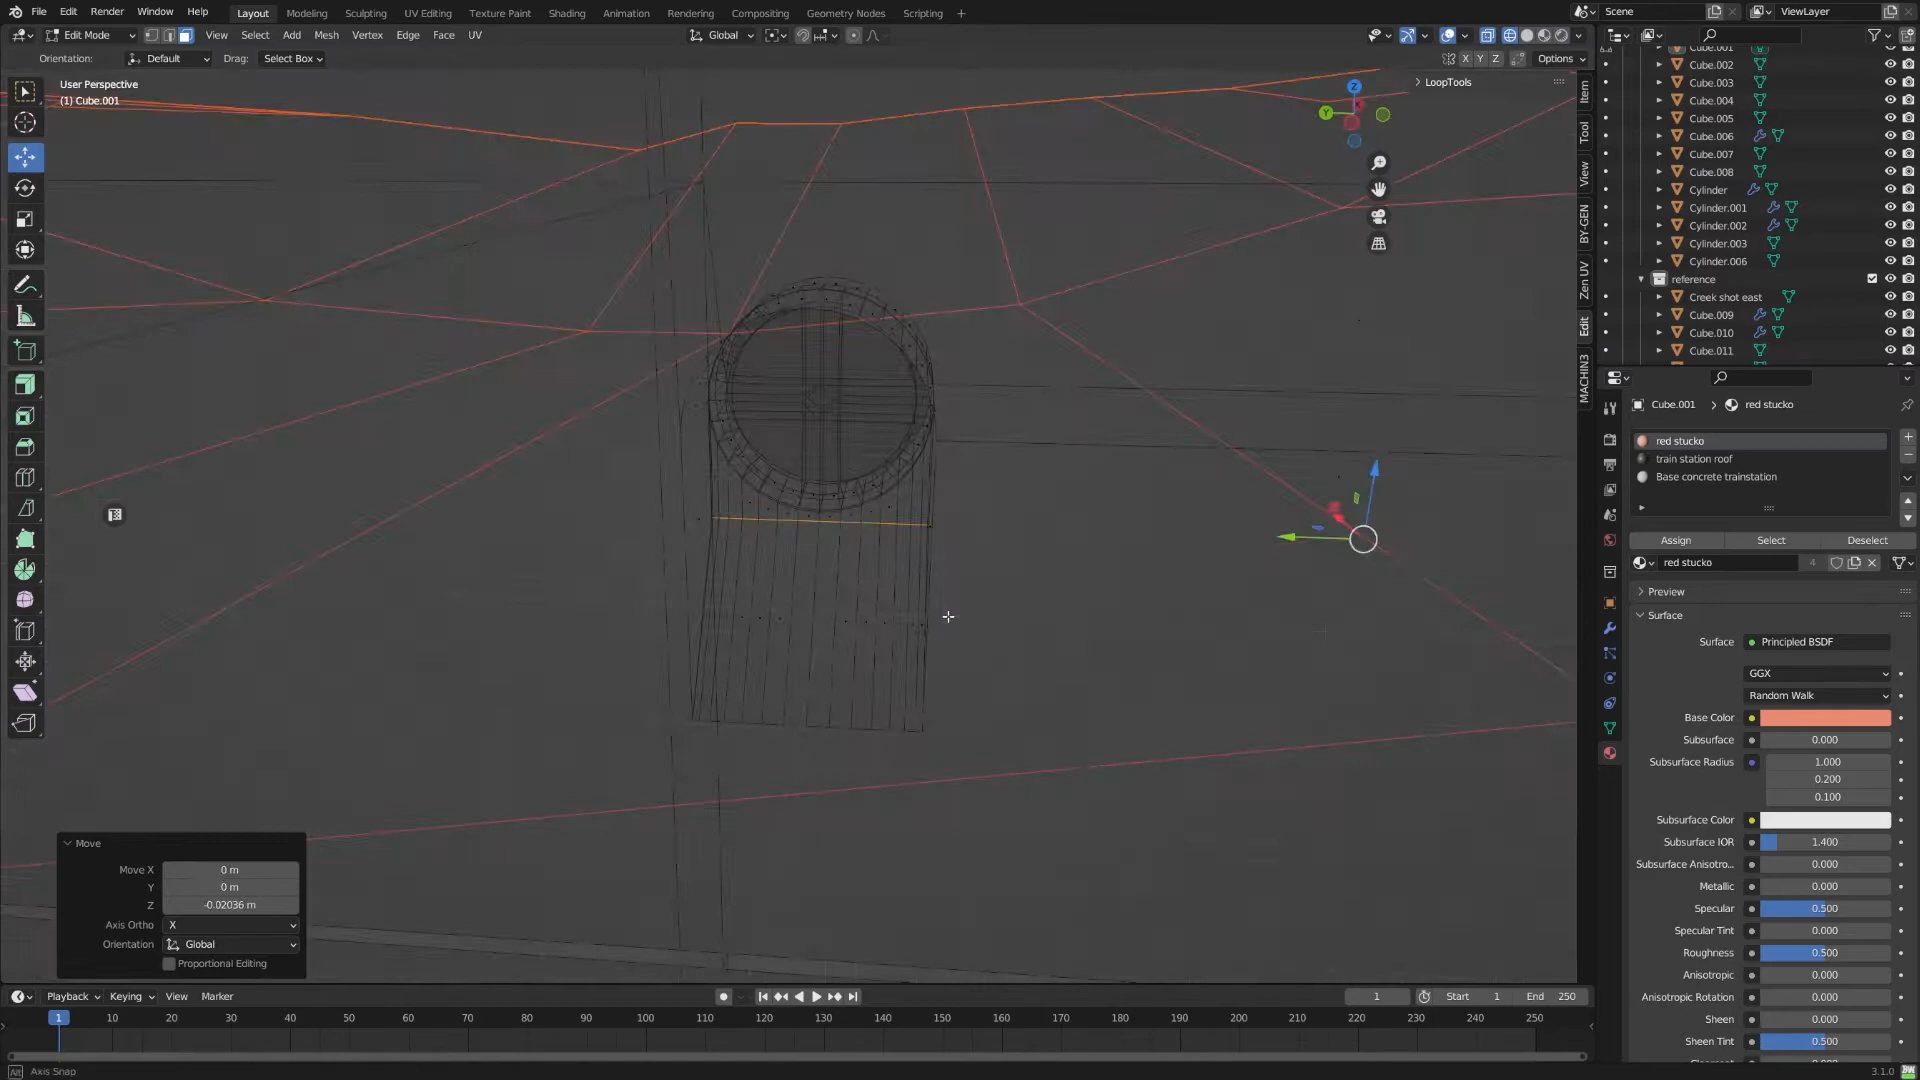 File Edit Render Window Help
Layout Modeling Sculpting UV Editing Texture Paint Shading Animation Rendering Compositing Geometry Nodes Scripting +
Scene
ViewLayer
Edit Mode
View Select Add Mesh Vertex Edge Face UV
Global
Orientation: Default Drag: Select Box
X Y Z Options
User Perspective
(1) Cube.001
LoopTools
Z
Y
Item
Tool
View
BY-GEN
Zen UV
Edit
MACHIN3
Cube.001
Cube.002
Cube.003
Cube.004
Cube.005
Cube.006
Cube.007
Cube.008
Cylinder
Cylinder.001
Cylinder.002
Cylinder.003
Cylinder.006
reference
Creek shot east
Cube.009
Cube.010
Cube.011
Cube.001 > red stucko
red stucko
train station roof
Base concrete trainstation
Assign Select Deselect
red stucko 4
Preview
Surface
Surface Principled BSDF
GGX
Random Walk
Base Color
Subsurface 0.000
Subsurface Radius 1.000
0.200
0.100
Subsurface Color
Subsurface IOR 1.400
Subsurface Anisotro... 0.000
Metallic 0.000
Specular 0.500
Specular Tint 0.000
Roughness 0.500
Anisotropic 0.000
Anisotropic Rotation 0.000
Sheen 0.000
Sheen Tint 0.500
Move
Move X 0 m
Y 0 m
Z -0.02036 m
Axis Ortho X
Orientation Global
Proportional Editing
Playback Keying View Marker
1 Start 1 End 250
1 10 20 30 40 50 60 70 80 90 100 110 120 130 140 150 160 170 180 190 200 210 220 230 240 250
Alt Axis Snap
3.1.0